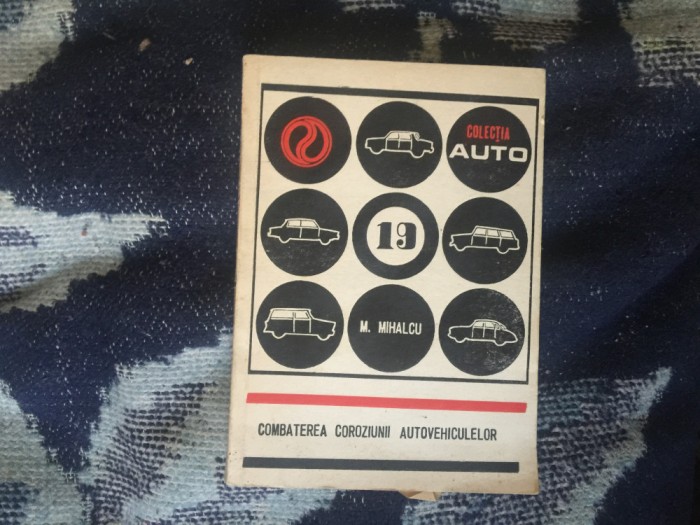 COLECȚIA
AUTO
19
M. MIHALCU
COMBATEREA COROZIUNII AUTOVEHICULELOR